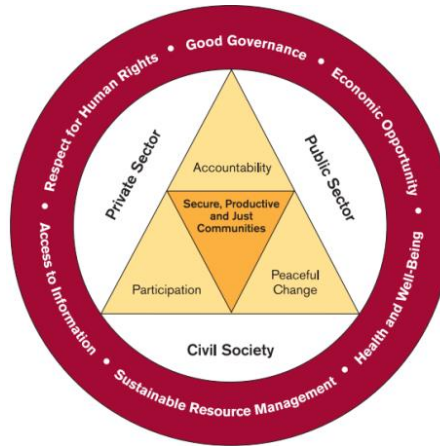 • Good Governance •
Economic Opportunity •
Health and Well-Being
• Sustainable Resource Management •
Access to Information
• Respect for Human Rights
Private Sector
Public Sector
Accountability
Secure, Productive
and Just
Communities
Participation
Peaceful
Change
Civil Society